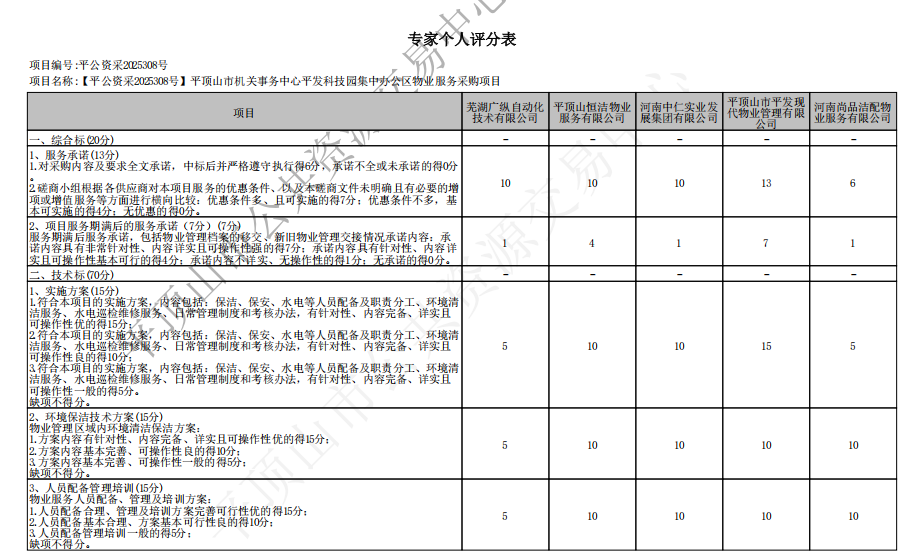 专家个人评分表
项目编号:平公资采2025308号
项目名称:【平公资采2025308号】平顶山市机关事务中心平发科技园集中办公区物业服务采购项目
项目 芜湖广纵自动化技术有限公司 平顶山恒洁物业服务有限公司 河南中仁实业发展集团有限公司 平顶山市平发现代物业管理有限公司 河南尚品洁配物业服务有限公司
一、综合标(20分) - - - - -
1、服务承诺(13分)
1.对采购内容及要求全文承诺，中标后并严格遵守执行得6分，承诺不全或未承诺的得0分
。
2.磋商小组根据各供应商对本项目服务的优惠条件、以及本磋商文件未明确且有必要的增
项或增值服务等方面进行横向比较：优惠条件多、且可实施的得7分；优惠条件不多，基
本可实施的得4分；无优惠的得0分。
10 10 10 13 6
2、项目服务期满后的服务承诺（7分）(7分)
服务期满后服务承诺，包括物业管理档案的移交、新旧物业管理交接情况承诺内容；承
诺内容具有非常针对性、内容详实且可操作性强的得7分；承诺内容具有针对性、内容详
实且可操作性基本可行的得4分；承诺内容不详实、无操作性的得1分；无承诺的得0分。
1 4 1 7 1
二、技术标(70分) - - - - -
1、实施方案(15分)
1.符合本项目的实施方案，内容包括：保洁、保安、水电等人员配备及职责分工、环境清
洁服务、水电巡检维修服务、日常管理制度和考核办法，有针对性、内容完备、详实且
可操作性优的得15分；
2.符合本项目的实施方案，内容包括：保洁、保安、水电等人员配备及职责分工、环境清
洁服务、水电巡检维修服务、日常管理制度和考核办法，有针对性、内容完备、详实且
可操作性良的得10分；
3.符合本项目的实施方案，内容包括：保洁、保安、水电等人员配备及职责分工、环境清
洁服务、水电巡检维修服务、日常管理制度和考核办法，有针对性、内容完备、详实且
可操作性一般的得5分。
缺项不得分。
5 10 10 15 5
2、环境保洁技术方案(15分)
物业管理区域内环境清洁保洁方案：
1.方案内容有针对性、内容完备、详实且可操作性优的得15分；
2.方案内容基本完善、可操作性良的得10分；
3.方案内容基本完善、可操作性一般的得5分；
缺项不得分。
5 10 10 10 10
3、人员配备管理培训(15分)
物业服务人员配备、管理及培训方案：
1.人员配备合理、管理及培训方案完善可行性优的得15分；
2.人员配备基本合理、方案基本可行性良的得10分；
3.人员配备管理培训一般的得5分；
缺项不得分。
5 10 10 10 10
平顶山市公共资源交易中心
平顶山市公共资源交易中心